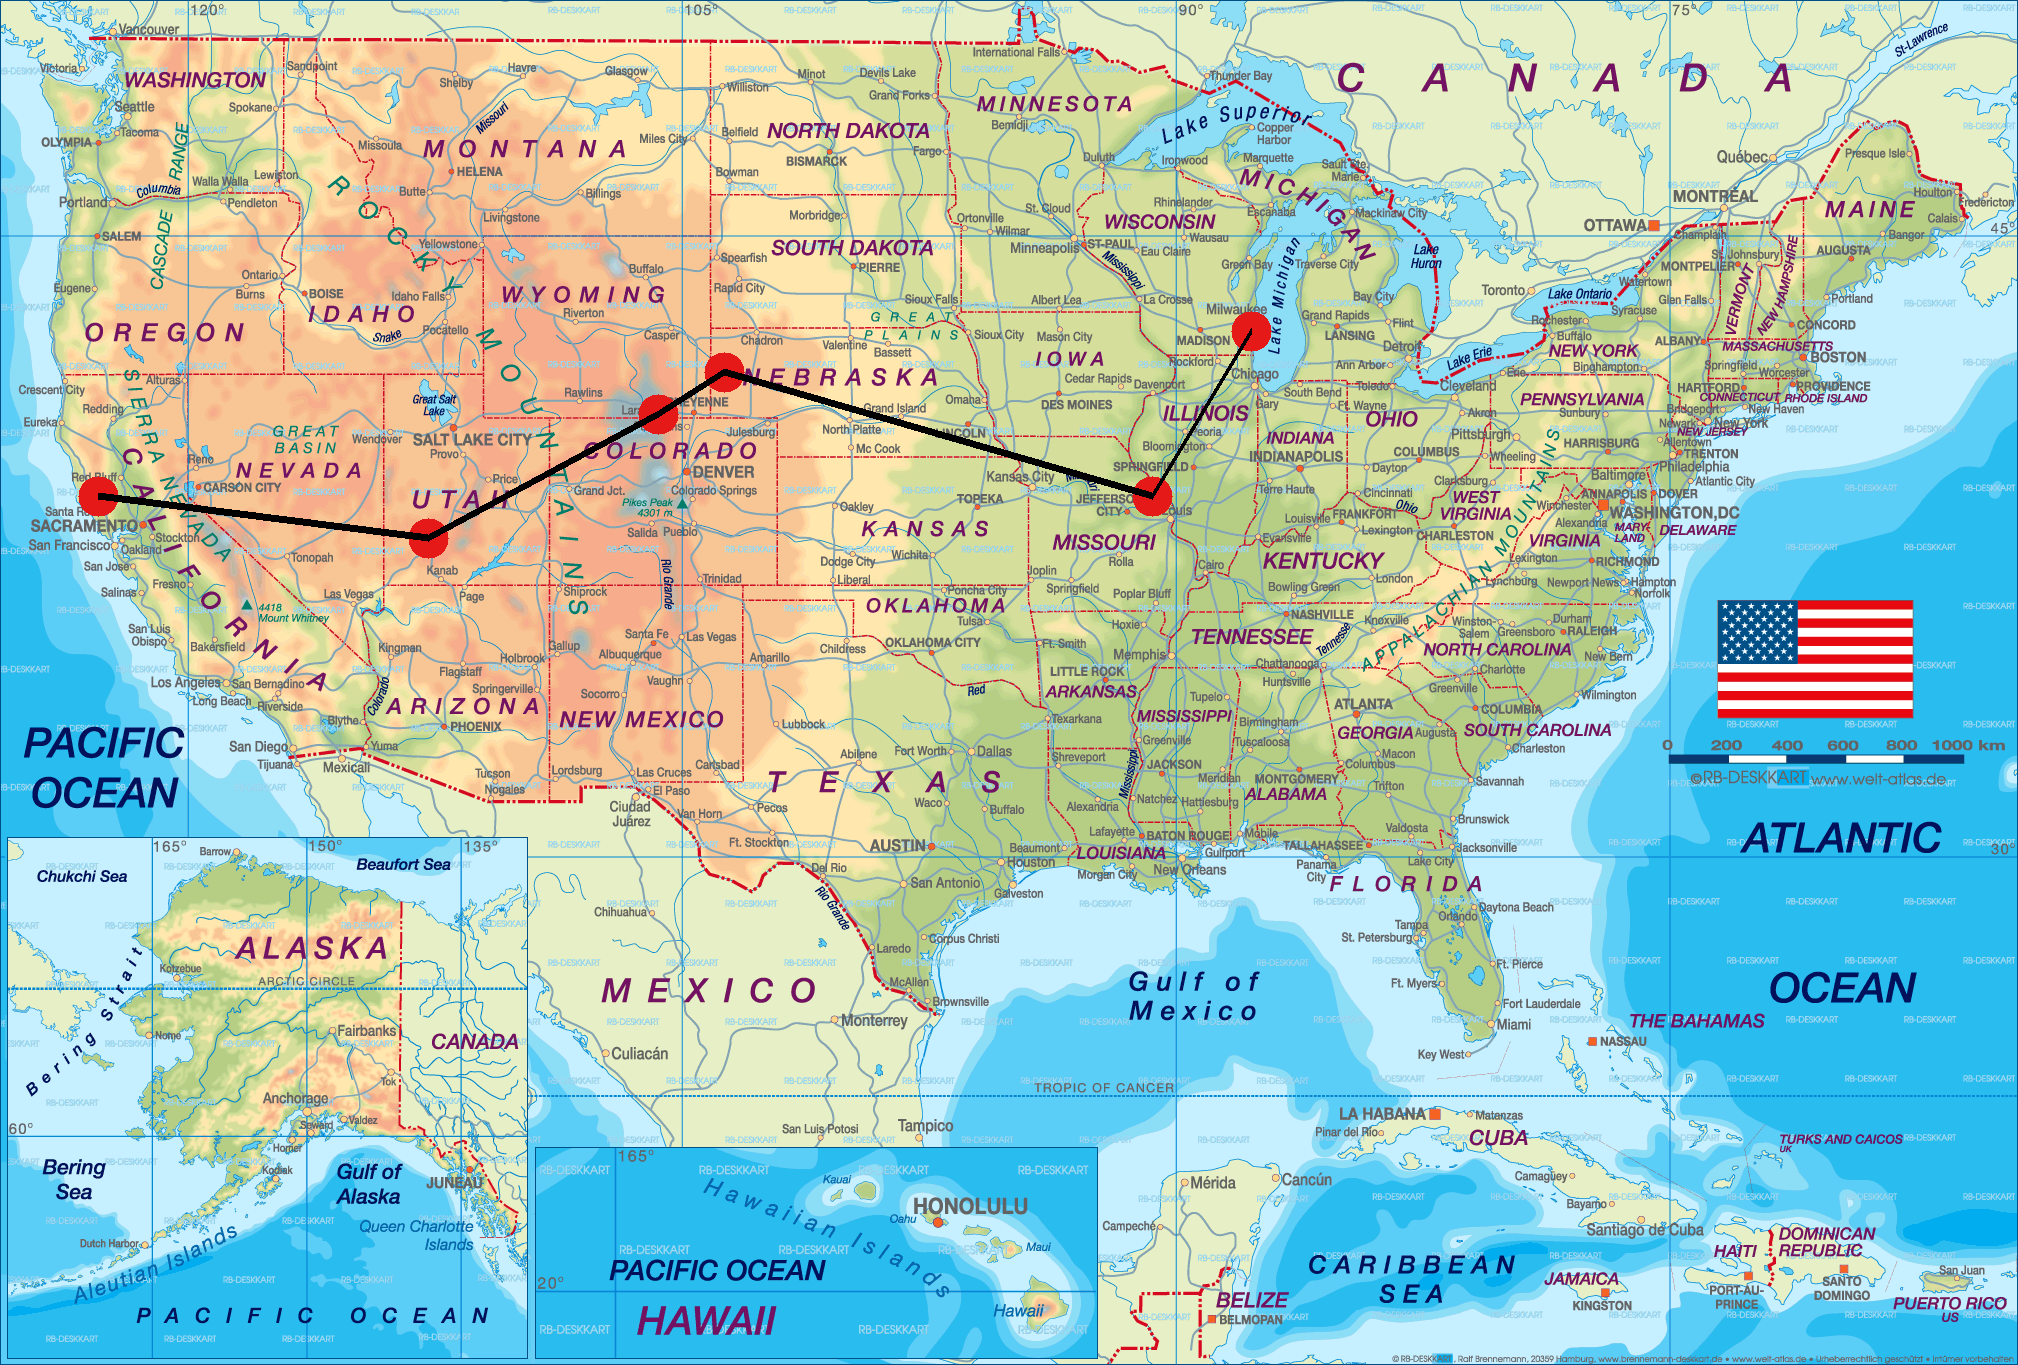 120°
105°
90°
75°
Vancouver
Victoria
WASHINGTON
Seattle
Tacoma
OLYMPIA
Spokane
Sandpoint
Shelby
Havre
Glasgow
Missouri
Missoula
MONTANA
HELENA
Butte
Billings
Livingstone
Miles City
Williston
Minot
Devils Lake
Grand Forks
NORTH DAKOTA
Belfield
BISMARCK
Fargo
Bowman
International Falls
MINNESOTA
Bemidji
Duluth
Thunder Bay
Lake Superior
Copper
Harbor
CANADA
St-Lawrence
Québec
Presque Isle
MONTRÉAL
OTTAWA
MAINE
Houlton
Fredericton
Calais
Bangor
AUGUSTA
45°
CASCADE RANGE
Columbia
Walla Walla
Lewiston
Portland
Pendleton
SALEM
Eugene
Ontario
Burns
BOISE
IDAHO
Idaho Falls
Pocatello
Snake
OREGON
ROCKY MOUNTAINS
Yellowstone
Buffalo
WYOMING
Riverton
Casper
Rawlins
Morbridge
SOUTH DAKOTA
Spearfish
PIERRE
Rapid City
Sioux Falls
GREAT
PLAINS
Chadron
Valentine
Bassett
Sioux City
NEBRASKA
Ortonville
Wilmar
St. Cloud
Minneapolis
ST-PAUL
Mississippi
Albert Lea
La Crosse
Eau Claire
WISCONSIN
Rhinelander
Wausau
Green Bay
Milwaukee
MADISON
Ironwood
Marquette
Escanaba
Sault Ste.
Marie
MICHIGAN
Mackinaw City
Traverse City
Lake Michigan
Lake
Huron
Bay City
Grand Rapids
Flint
LANSING
Detroit
Ann Arbor
Toronto
Lake Ontario
Lake Erie
Rochester
Buffalo
Syracuse
Watertown
Champlain
MONTPELIER
St. Johnsbury
Glen Falls
VERMONT
NEW HAMPSHIRE
Portland
CONCORD
ALBANY
NEW YORK
Binghampton
MASSACHUSETTS
BOSTON
Springfield
Worcester
HARTFORD
PROVIDENCE
CONNECTICUT
RHODE ISLAND
Bridgeport
New Haven
Newark
New York
NEW JERSEY
Allentown
TRENTON
Philadelphia
Atlantic City
Crescent City
Alturas
Redding
Eureka
Red Bluff
SIERRA NEVADA
Reno
CARSON CITY
GREAT
BASIN
NEVADA
Wendover
Great Salt
Lake
SALT LAKE CITY
Provo
UTAH
Price
Grand Jct.
COLORADO
DENVER
Colorado Springs
Pikes Peak
4301 m
Salida
Pueblo
Julesburg
North Platte
Grand Island
Mc Cook
Omaha
IOWA
Mason City
Cedar Rapids
Davenport
DES MOINES
Rockford
Chicago
Gary
ILLINOIS
Peoria
Bloomington
SPRINGFIELD
South Bend
Toledo
Ft. Wayne
INDIANA
INDIANAPOLIS
Terre Haute
OHIO
Cleveland
Akron
COLUMBUS
Dayton
Cincinnati
Ohio
Erie
PENNSYLVANIA
Sunbury
Pittsburgh
HARRISBURG
Wheeling
Baltimore
ANNAPOLIS
DOVER
WASHINGTON,DC
Winchester
Alexandria
MARY-
LAND
DELAWARE
Clarksburg
WEST
VIRGINIA
CHARLESTON
VIRGINIA
RICHMOND
Lexington
Lynchburg
Newport News
Hampton
Norfolk
SACRAMENTO
San Francisco
Oakland
Stockton
San Jose
Salinas
Fresno
CALIFORNIA
4418
Mount Whitney
Tonopah
Las Vegas
San Luis
Obispo
Bakersfield
Los Angeles
San Bernardino
Long Beach
Riverside
Blythe
San Diego
Tijuana
Mexicali
Yuma
Kanab
Page
Kingman
Flagstaff
Holbrook
Springerville
ARIZONA
PHOENIX
Colorado
Tucson
Nogales
Shiprock
Gallup
Santa Fe
Albuquerque
Las Vegas
Vaughn
Socorro
NEW MEXICO
Lordsburg
Las Cruces
El Paso
Carlsbad
Rio Grande
Trinidad
KANSAS
Oakley
TOPEKA
Kansas City
Wichita
Dodge City
Liberal
Ponca City
Tulsa
OKLAHOMA
OKLAHOMA CITY
Childress
Amarillo
Lubbock
Red
MISSOURI
CITY
Rolla
Joplin
Springfield
Poplar Bluff
Cairo
Ft. Smith
LITTLE ROCK
ARKANSAS
Hoxie
Memphis
Texarkana
Evansville
Louisville
FRANKFORT
Lexington
KENTUCKY
Bowling Green
London
NASHVILLE
Knoxville
TENNESSEE
Tennesse
Chattanooga
Huntsville
APPALACHIAN MOUNTAINS
Winston-
Salem
Greensboro
Durham
RALEIGH
NORTH CAROLINA
New Bern
Charlotte
Greenville
Wilmington
COLUMBIA
SOUTH CAROLINA
Charleston
ATLANTA
GEORGIA
Augusta
Macon
Columbus
Savannah
Trifton
Brunswick
Valdosta
Tupelo
MISSISSIPPI
Greenville
JACKSON
Meridian
Natchez
Hattiesburg
Birmingham
Tuscaloosa
MONTGOMERY
ALABAMA
Mobile
Shreveport
Alexandria
Mississippi
LOUISIANA
Lafayette
BATON ROUGE
Gulfport
Morgan City
New Orleans
TALLAHASSEE
Panama
City
Lake City
Jacksonville
FLORIDA
Daytona Beach
Orlando
Tampa
St. Petersburg
Ft. Pierce
Ft. Myers
Fort Lauderdale
Miami
Key West
TEXAS
Abilene
Fort Worth
Dallas
Waco
Buffalo
Pecos
Van Horn
Ft. Stockton
AUSTIN
Beaumont
Houston
San Antonio
Galveston
Del Rio
Rio Grande
Corpus Christi
Laredo
McAllen
Brownsville
Ciudad
Juárez
Chihuahua
MEXICO
Monterrey
Culiacán
San Luis Potosi
Tampico
Gulf of
Mexico
TROPIC OF CANCER
PACIFIC
OCEAN
ATLANTIC
OCEAN
30°
0 200 400 600 800 1000 km
©RB-DESKKART www.welt-atlas.de
THE BAHAMAS
NASSAU
LA HABANA
Matanzas
Pinar del Rio
CUBA
Camagüey
Bayamo
Santiago de Cuba
TURKS AND CAICOS
UK
Mérida
Cancún
Campeche
BELIZE
BELMOPAN
CARIBBEAN
SEA
JAMAICA
KINGSTON
HAITI
PORT-AU-
PRINCE
DOMINICAN
REPUBLIC
SANTO
DOMINGO
San Juan
PUERTO RICO
US
165°
150°
135°
Barrow
Beaufort Sea
Chukchi Sea
ALASKA
Kotzebue
ARCTIC CIRCLE
Bering Strait
Nome
Fairbanks
CANADA
Tok
Anchorage
Valdez
Seward
Homer
Kodiak
60°
Bering
Sea
Gulf of
Alaska
JUNEAU
Queen Charlotte
Islands
Dutch Harbor
Aleutian Islands
PACIFIC OCEAN
165°
Kauai
Hawaiian Islands
Oahu
HONOLULU
Maui
PACIFIC OCEAN
20°
HAWAII
Hawaii
© RB-DESKKART, Ralf Brennemann, 20359 Hamburg, www.brennemann-deskkart.de • www.welt-atlas.de • Urheberrechtlich geschützt • Irrtümer vorbehalten